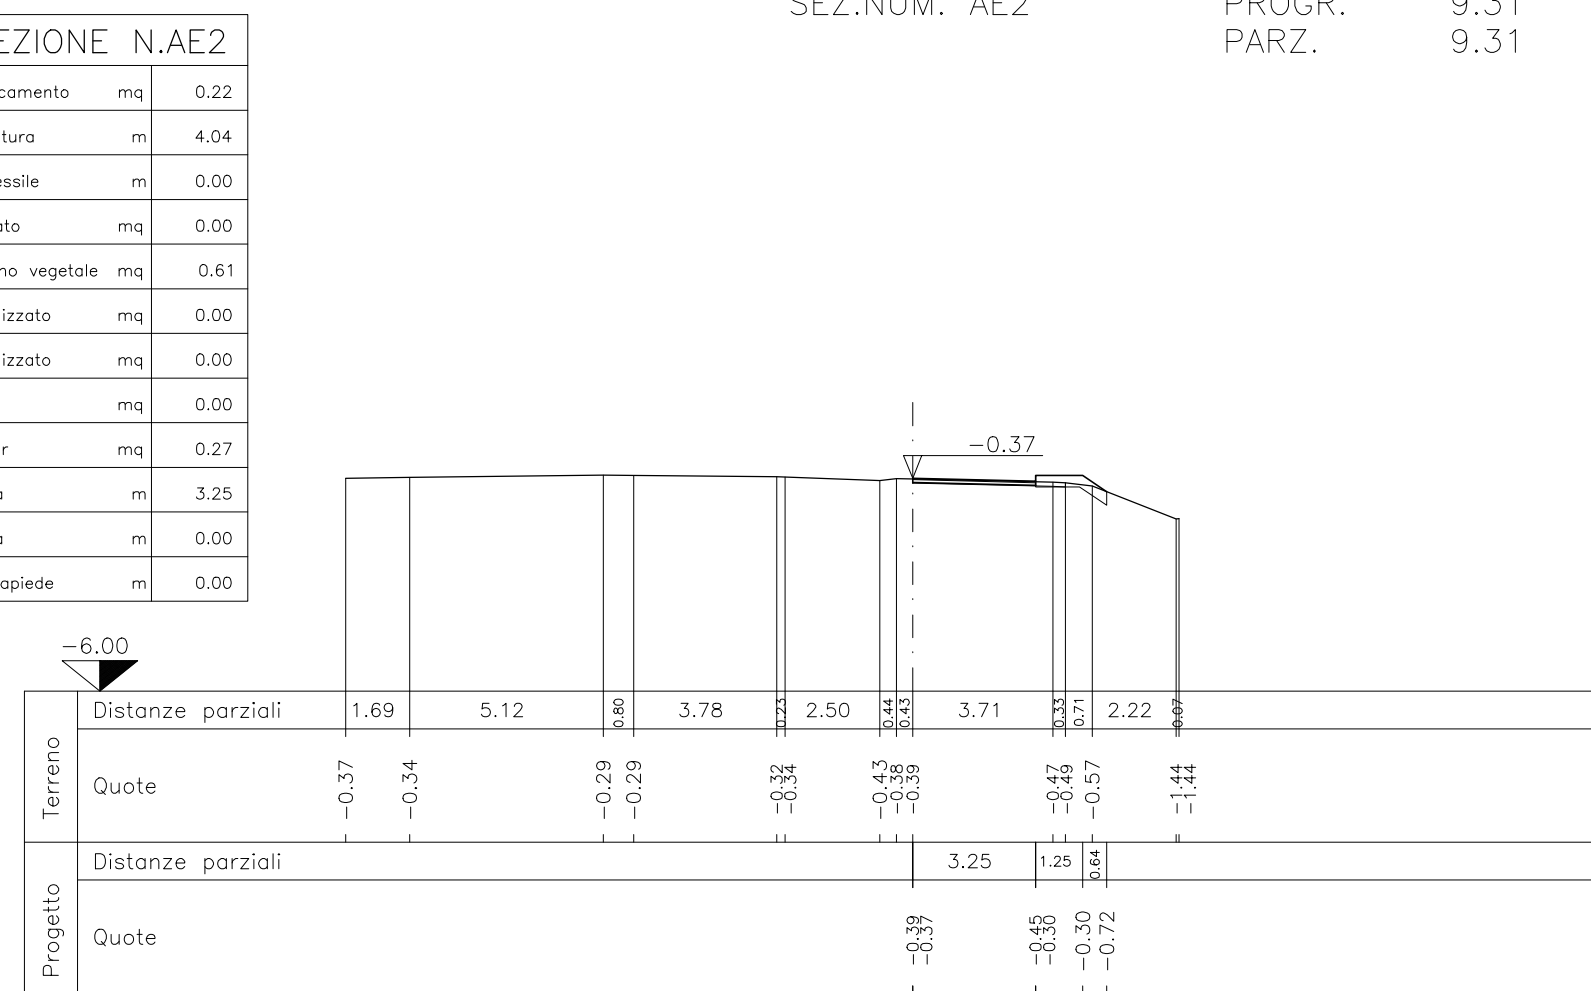 SEZ.NUM. AE2 PROGR. 9.31
PARZ. 9.31
EZIONE N.AE2
camento mq 0.22
tura m 4.04
essile m 0.00
ato mq 0.00
no vegetale mq 0.61
izzato mq 0.00
izzato mq 0.00
mq 0.00
r mq 0.27
a m 3.25
a m 0.00
apiede m 0.00
-0.37
-6.00
Terreno
Distanze parziali 1.69 5.12 0.80 3.78 0.23 2.50 0.44 0.43 3.71 0.33 0.71 2.22 0.07
Quote -0.37 -0.34 -0.29 -0.29 -0.32 -0.34 -0.43 -0.38 -0.39 -0.47 -0.49 -0.57 -1.44 -1.44
Progetto
Distanze parziali 3.25 1.25 0.64
Quote -0.39 -0.37 -0.45 -0.30 -0.30 -0.72